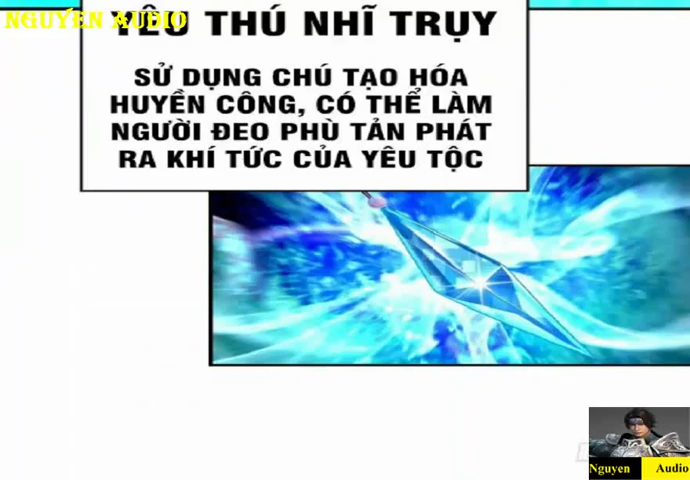 NGUYÊN AUDIO
YÊU THÚ NHĨ TRỤY
SỬ DỤNG CHÚ TẠO HÓA
HUYỀN CÔNG, CÓ THỂ LÀM
NGƯỜI ĐEO PHÙ TẢN PHÁT
RA KHÍ TỨC CỦA YÊU TỘC
Nguyen Audio